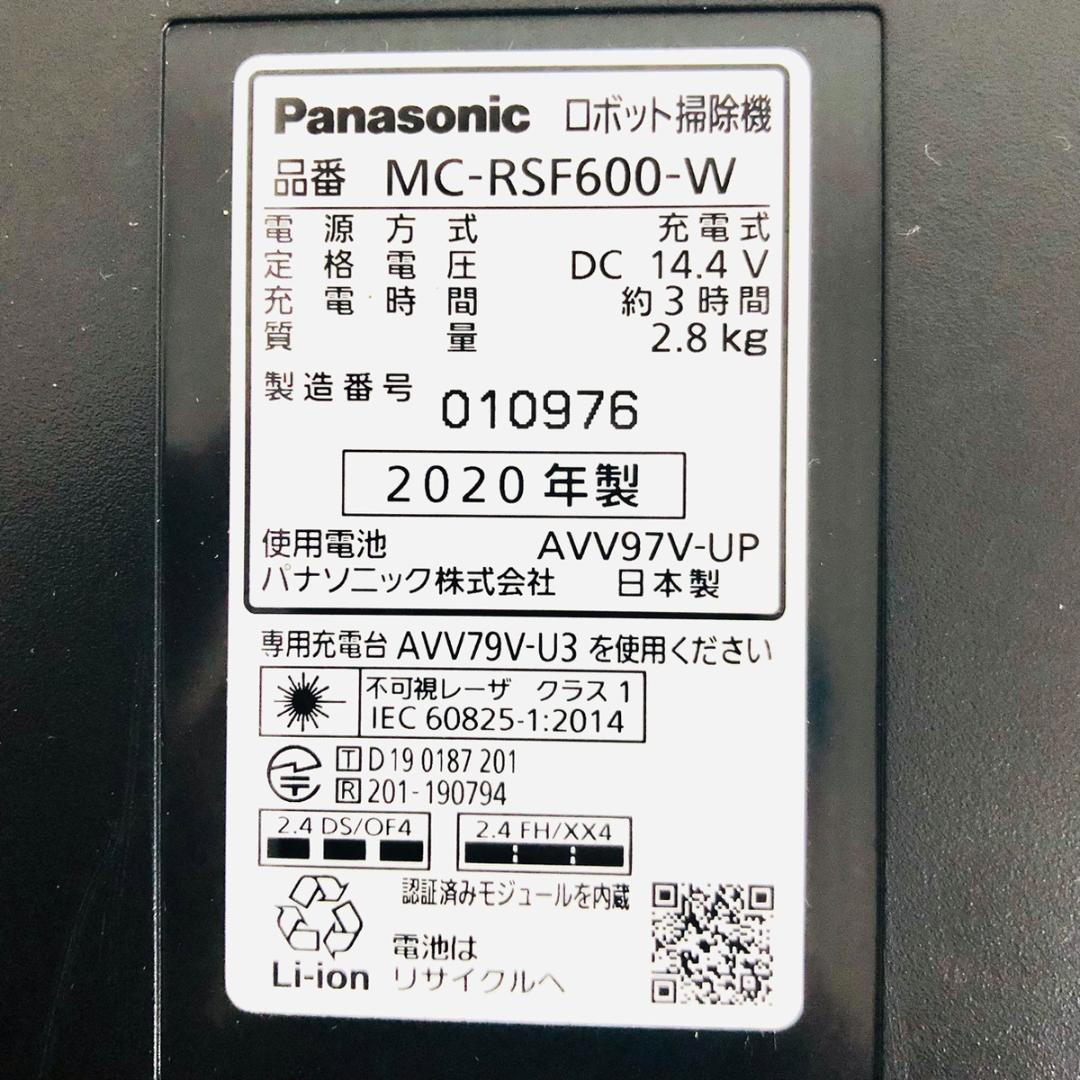 Panasonic ロボット掃除機
品番 MC-RSF600-W
電源方式 充電式
定格電圧 DC 14.4 V
充電時間 約3時間
質量 2.8 kg
製造番号 010976
2020年製
使用電池 AVV97V-UP
パナソニック株式会社 日本製
専用充電台 AVV79V-U3 を使用ください
不可視レーザ クラス1
IEC 60825-1:2014
T D 19 0187 201
R 201-190794
2.4 DS/OF4 2.4 FH/XX4
認証済みモジュールを内蔵
電池は
Li-ion リサイクルへ